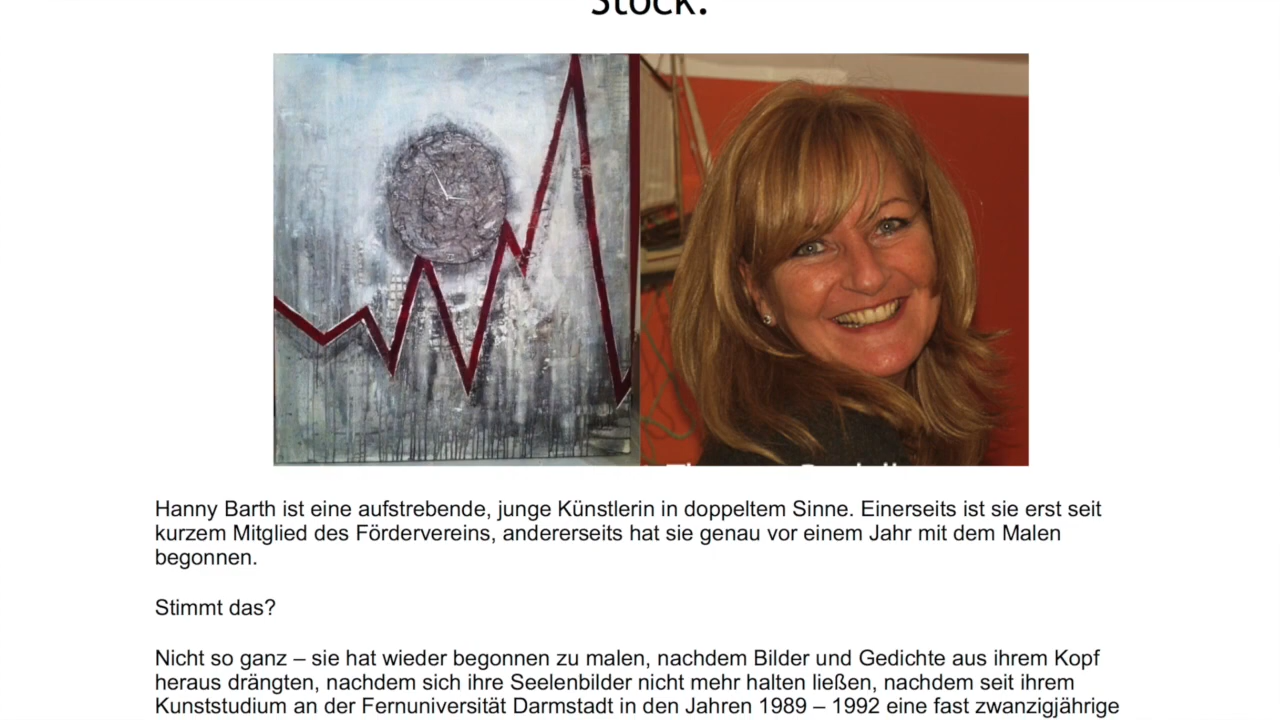 Stock.
Hanny Barth ist eine aufstrebende, junge Künstlerin in doppeltem Sinne. Einerseits ist sie erst seit
kurzem Mitglied des Fördervereins, andererseits hat sie genau vor einem Jahr mit dem Malen
begonnen.
Stimmt das?
Nicht so ganz – sie hat wieder begonnen zu malen, nachdem Bilder und Gedichte aus ihrem Kopf
heraus drängten, nachdem sich ihre Seelenbilder nicht mehr halten ließen, nachdem seit ihrem
Kunststudium an der Fernuniversität Darmstadt in den Jahren 1989 – 1992 eine fast zwanzigjährige